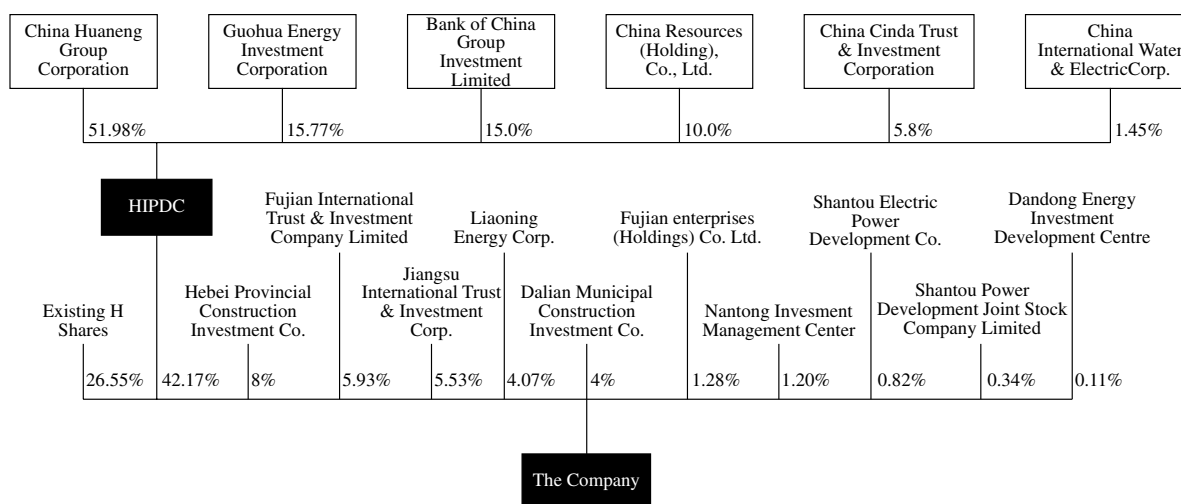 China Huaneng
Group
Corporation
Guohua Energy
Investment
Corporation
Bank of China
Group
Investment
Limited
China Resources
(Holding),
Co., Ltd.
China Cinda Trust
& Investment
Corporation
China
International Water
& ElectricCorp.
51.98%
15.77%
15.0%
10.0%
5.8%
1.45%
HIPDC
Fujian International
Trust & Investment
Company Limited
Liaoning
Energy Corp.
Fujian enterprises
(Holdings) Co. Ltd.
Shantou Electric
Power
Development Co.
Dandong Energy
Investment
Development Centre
Existing H
Shares
Hebei Provincial
Construction
Investment Co.
Jiangsu
International Trust
& Investment
Corp.
Dalian Municipal
Construction
Investment Co.
Nantong Invesment
Management Center
Shantou Power
Development Joint Stock
Company Limited
26.55%
42.17%
8%
5.93%
5.53%
4.07%
4%
1.28%
1.20%
0.82%
0.34%
0.11%
The Company